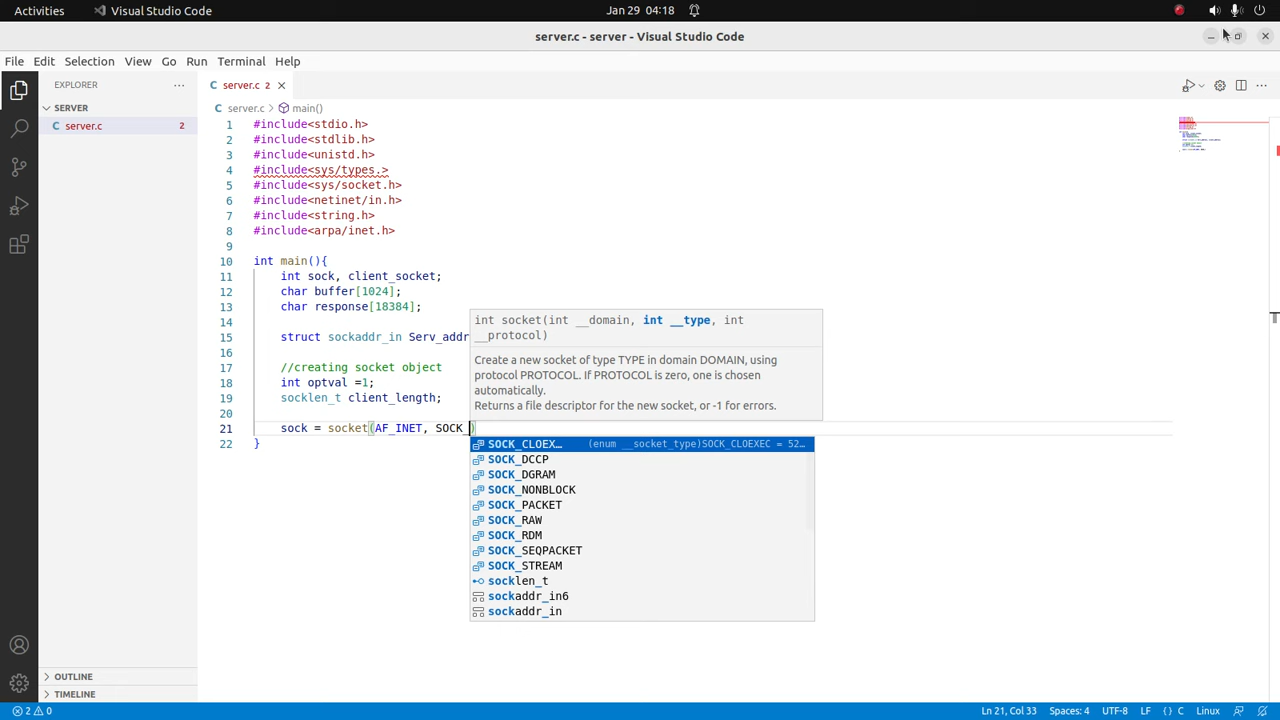 Activities
Visual Studio Code
Jan 29 04:18
server.c - server - Visual Studio Code
File Edit Selection View Go Run Terminal Help
EXPLORER
SERVER
server.c 2
OUTLINE
TIMELINE
C server.c 2
C server.c > main()
1 #include<stdio.h>
2 #include<stdlib.h>
3 #include<unistd.h>
4 #include<sys/types.>
5 #include<sys/socket.h>
6 #include<netinet/in.h>
7 #include<string.h>
8 #include<arpa/inet.h>
9
10 int main(){
11 int sock, client_socket;
12 char buffer[1024];
13 char response[18384];
14
15 struct sockaddr_in Serv_addr
16
17 //creating socket object
18 int optval =1;
19 socklen_t client_length;
20
21 sock = socket(AF_INET, SOCK_)
22 }
int socket(int __domain, int __type, int
__protocol)
Create a new socket of type TYPE in domain DOMAIN, using
protocol PROTOCOL. If PROTOCOL is zero, one is chosen
automatically.
Returns a file descriptor for the new socket, or -1 for errors.
SOCK_CLOEX… (enum __socket_type)SOCK_CLOEXEC = 52…
SOCK_DCCP
SOCK_DGRAM
SOCK_NONBLOCK
SOCK_PACKET
SOCK_RAW
SOCK_RDM
SOCK_SEQPACKET
SOCK_STREAM
socklen_t
sockaddr_in6
sockaddr_in
2 0
Ln 21, Col 33 Spaces: 4 UTF-8 LF {} C Linux